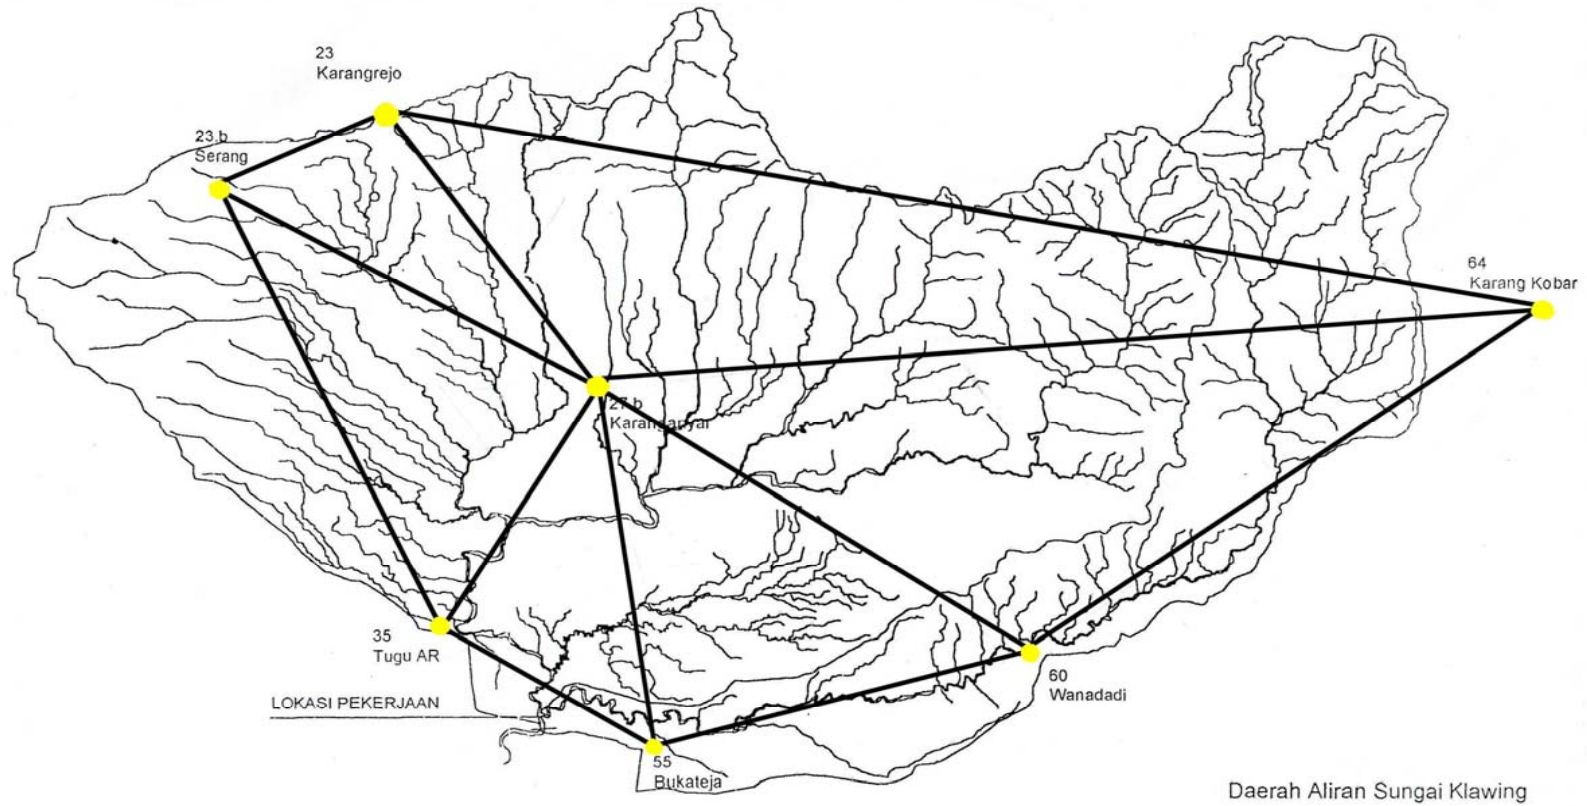 23
Karangrejo
23.b
Serang
64
Karang Kobar
27.b
Karanganyar
35
Tugu AR
60
Wanadadi
LOKASI PEKERJAAN
55
Bukateja
Daerah Aliran Sungai Klawing